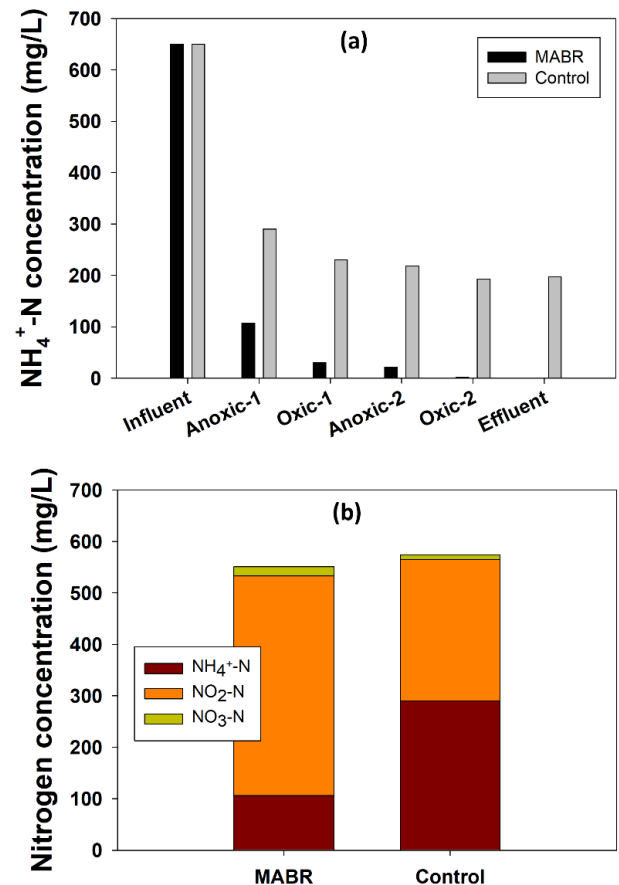 (a)
NH4+-N concentration (mg/L)
700
600
500
400
300
200
100
0
MABR
Control
Influent
Anoxic-1
Oxic-1
Anoxic-2
Oxic-2
Effluent
(b)
Nitrogen concentration (mg/L)
700
600
500
400
300
200
100
0
NH4+-N
NO2-N
NO3-N
MABR
Control